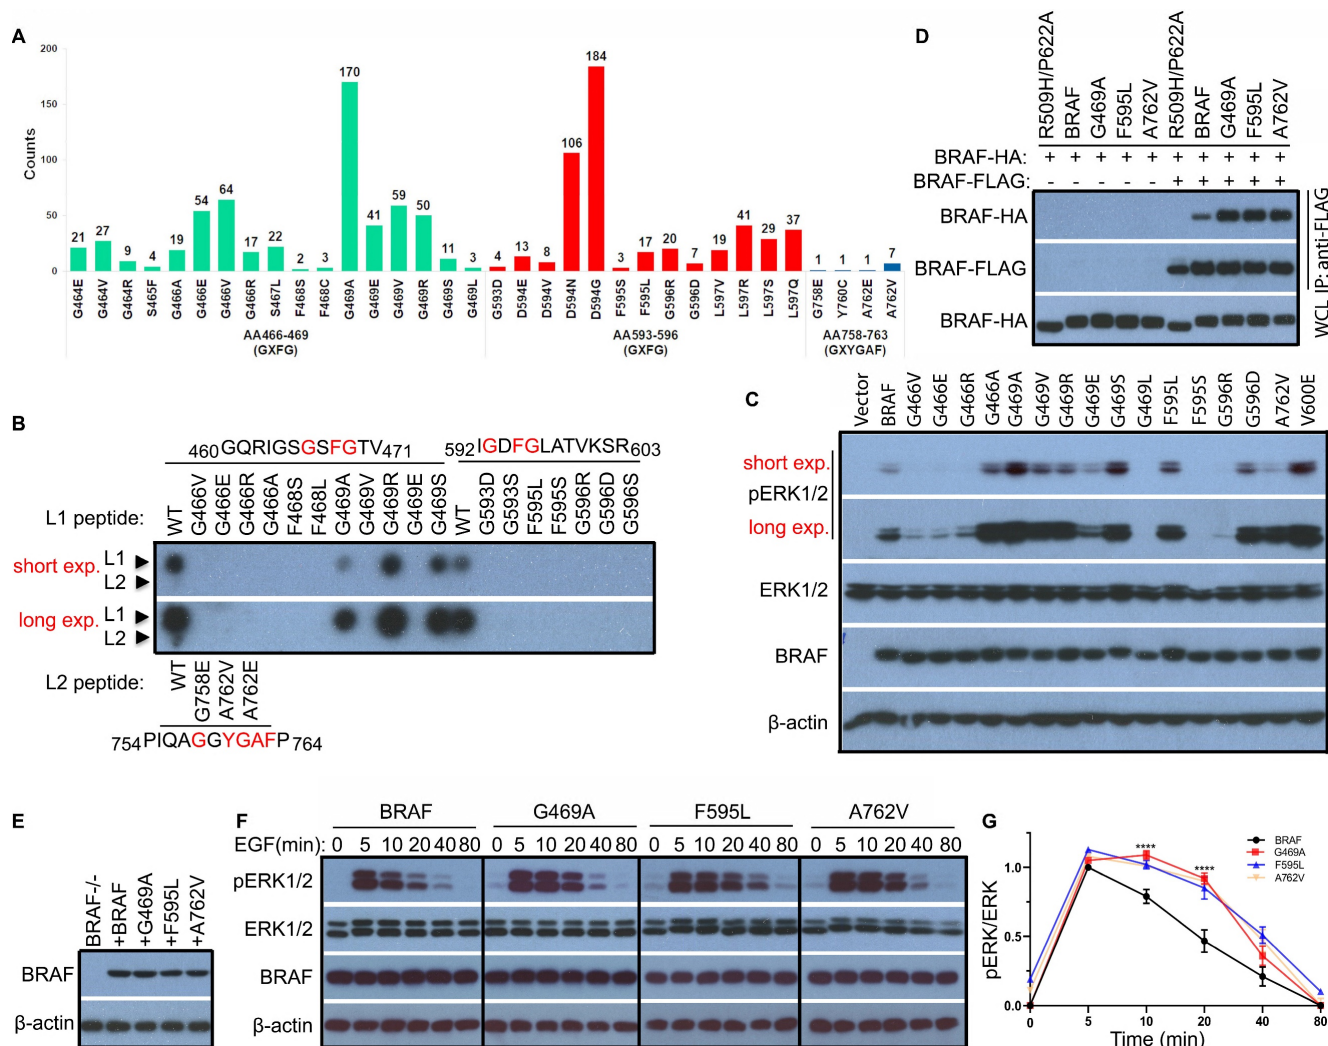 A
200
150
100
50
0
Counts
21 27 9 4 19 54 64 17 22 2 3 170 41 59 50 11 3 4 13 8 106 184 3 17 20 7 19 41 29 37 1 1 1 7
G464E G464V G464R S465F G466A G466E G466V G466R S467L F468S F468C G469A G469E G469V G469R G469S G469L G593D D594E D594V D594N D594G F595S F595L G596R G596D L597V L597R L597S L597Q G758E Y760C A762E A762V
AA466-469 AA593-596 AA758-763
(GXFG) (GXFG) (GXYGAF)
D
R509H/P622A BRAF G469A F595L A762V R509H/P622A BRAF G469A F595L A762V
BRAF-HA: + + + + + + + + + +
BRAF-FLAG: - - - - - + + + + +
BRAF-HA
BRAF-FLAG
BRAF-HA
IP: anti-FLAG
WCL
B
460GQRIGSGSFGTV471 592IGDFGLATVKSR603
L1 peptide: WT G466V G466E G466R G466A F468S F468L G469A G469V G469R G469E G469S WT G593D G593S F595L F595S G596R G596D G596S
short exp. L1
L2
long exp. L1
L2
L2 peptide: WT G758E A762V A762E
754PIQAGGYGAFP764
C
Vector BRAF G466V G466E G466R G466A G469A G469V G469R G469E G469S G469L F595L F595S G596R G596D A762V V600E
short exp.
pERK1/2
long exp.
ERK1/2
BRAF
β-actin
E
BRAF-/- +BRAF +G469A +F595L +A762V
BRAF
β-actin
F
BRAF G469A F595L A762V
EGF(min): 0 5 10 20 40 80 0 5 10 20 40 80 0 5 10 20 40 80 0 5 10 20 40 80
pERK1/2
ERK1/2
BRAF
β-actin
G
BRAF
G469A
F595L
A762V
**** ****
1.0
0.5
0.0
pERK/ERK
0 5 10 20 40 80
Time (min)